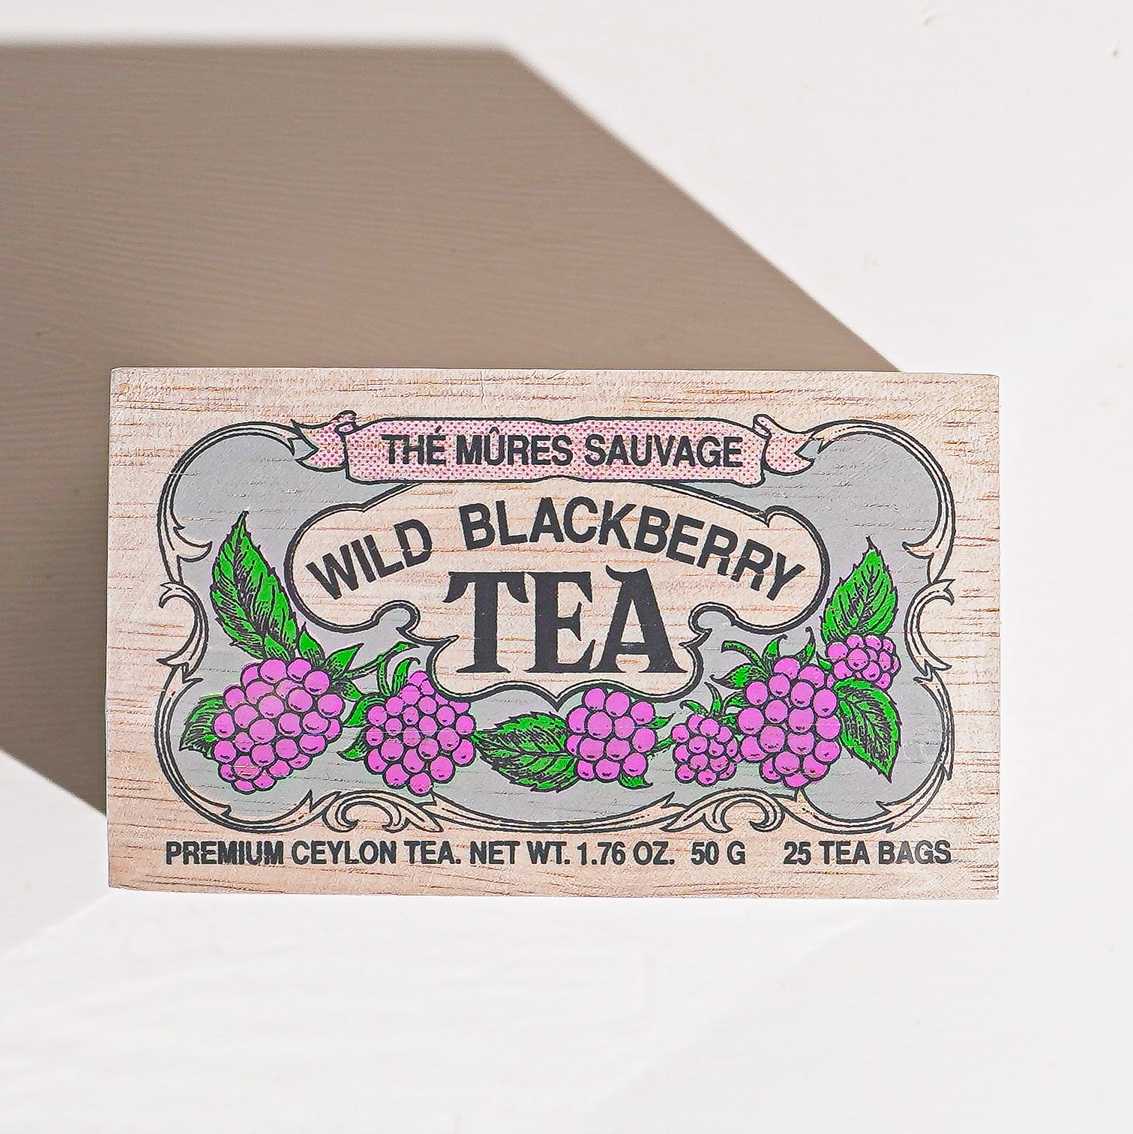 THÉ MÛRES SAUVAGE
WILD BLACKBERRY
TEA
PREMIUM CEYLON TEA. NET WT. 1.76 OZ. 50 G 25 TEA BAGS